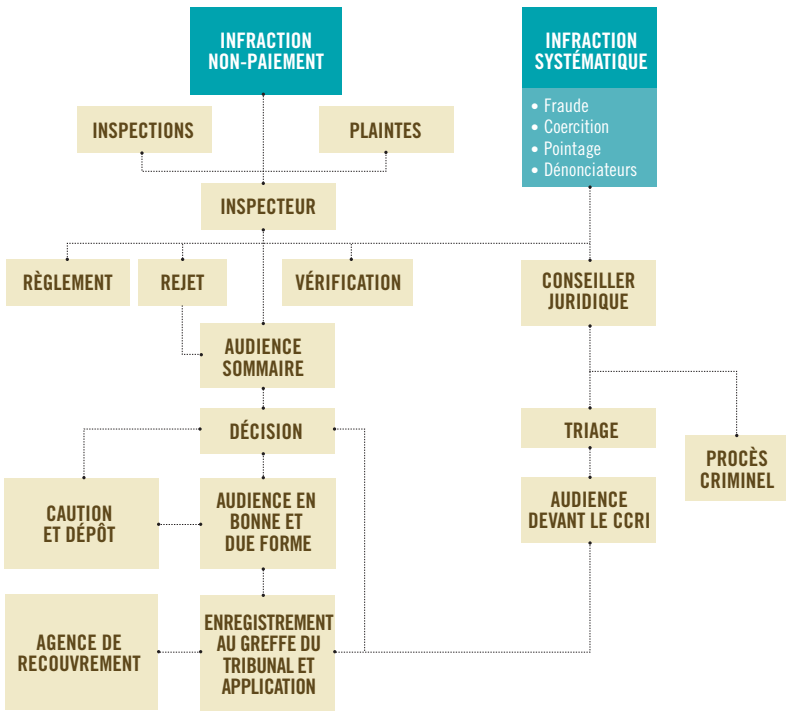 INFRACTION
NON-PAIEMENT
INFRACTION
SYSTÉMATIQUE
• Fraude
• Coercition
• Pointage
• Dénonciateurs
INSPECTIONS
PLAINTES
INSPECTEUR
RÈGLEMENT
REJET
VÉRIFICATION
CONSEILLER
JURIDIQUE
AUDIENCE
SOMMAIRE
DÉCISION
TRIAGE
PROCÈS
CRIMINEL
CAUTION
ET DÉPÔT
AUDIENCE EN
BONNE ET
DUE FORME
AUDIENCE
DEVANT LE CCRI
AGENCE DE
RECOUVREMENT
ENREGISTREMENT
AU GREFFE DU
TRIBUNAL ET
APPLICATION